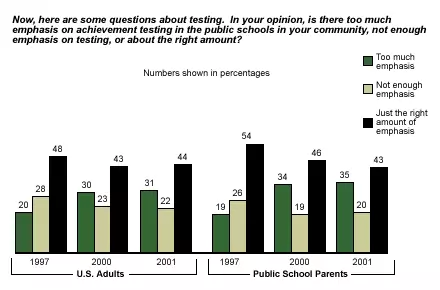 Now, here are some questions about testing. In your opinion, is there too much
emphasis on achievement testing in the public schools in your community, not enough
emphasis on testing, or about the right amount?
Too much
emphasis
Numbers shown in percentages
Not enough
emphasis
Just the right
amount of
emphasis
20 28 48 30 23 43 31 22 44 19 26 54 34 19 46 35 20 43
1997 2000 2001 1997 2000 2001
U.S. Adults Public School Parents